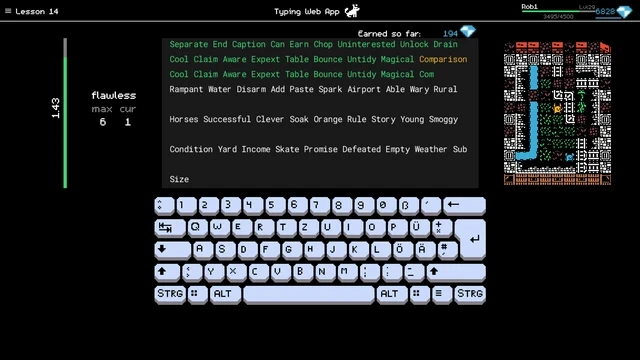 ≡ Lesson 14
Typing Web App
Rob1
Lvl29
3495/4500
6828
Earned so far: 194
1.43
flawless
max cur
6 1
Separate End Caption Can Earn Chop Uninterested Unlock Drain
Cool Claim Aware Expext Table Bounce Untidy Magical Comparison
Cool Claim Aware Expext Table Bounce Untidy Magical Com
Rampant Water Disarm Add Paste Spark Airport Able Wary Rural
Horses Successful Clever Soak Orange Rule Story Young Smoggy
Condition Yard Income Skate Promise Defeated Empty Weather Sub
Size
1 2 3 4 5 6 7 8 9 0 ß ´ ←
Q W E R T Z U I O P Ü
A S D F G H J K L Ö Ä #
Y X C V B N M
STRG ALT ALT STRG